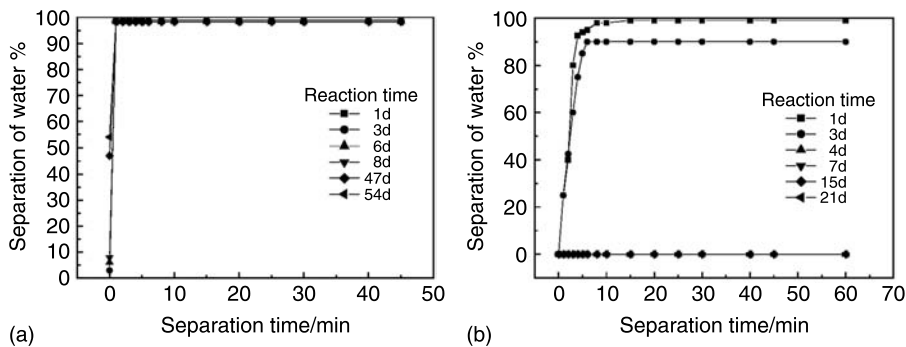 100
90
80
70
60
50
40
30
20
10
0
Separation of water %
Reaction time
1d
3d
6d
8d
47d
54d
0 10 20 30 40 50
Separation time/min
(a)
100
80
60
40
20
0
Separation of water %
Reaction time
1d
3d
4d
7d
15d
21d
0 10 20 30 40 50 60 70
Separation time/min
(b)